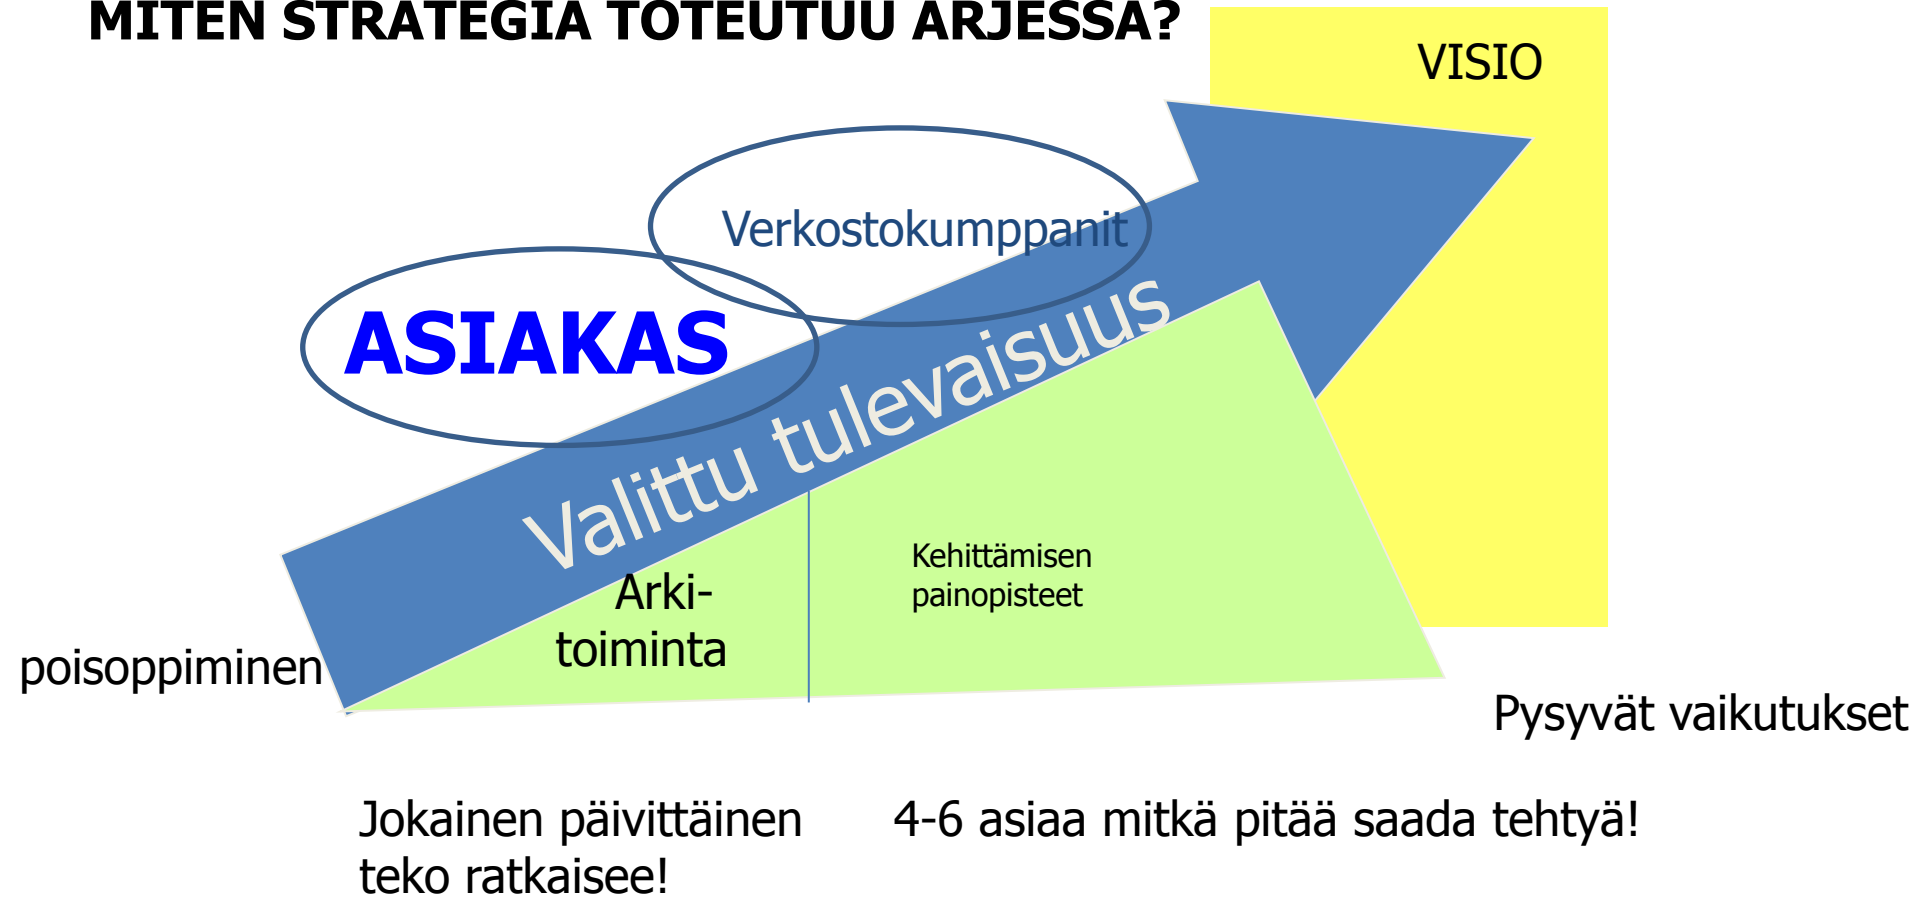 MITEN STRATEGIA TOTEUTUU ARJESSA?
VISIO
Verkostokumppanit
ASIAKAS
Valittu tulevaisuus
Arki-
toiminta
Kehittämisen
painopisteet
poisoppiminen
Pysyvät vaikutukset
Jokainen päivittäinen
teko ratkaisee!
4-6 asiaa mitkä pitää saada tehtyä!